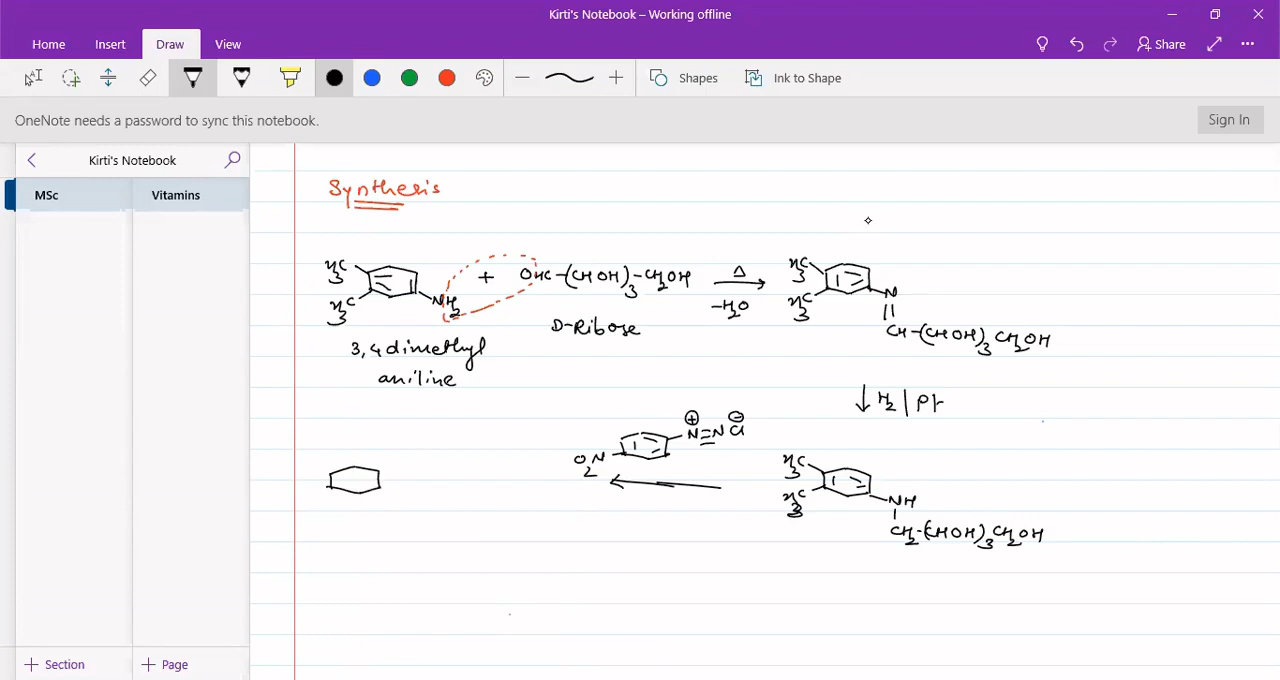 Kirti's Notebook – Working offline
Home Insert Draw View
Share
Shapes Ink to Shape
OneNote needs a password to sync this notebook. Sign In
Kirti's Notebook
MSc Vitamins
Synthesis
H3C
H3C
NH2 + OHC–(CHOH)3–CH2OH Δ –H2O
D-Ribose
3,4 dimethyl
aniline
H3C
H3C
N
CH–(CHOH)3CH2OH
H2 | Pt
O2N N≡N Cl
⊕ ⊖
H3C
H3C
NH
CH2–(CHOH)3CH2OH
+ Section + Page